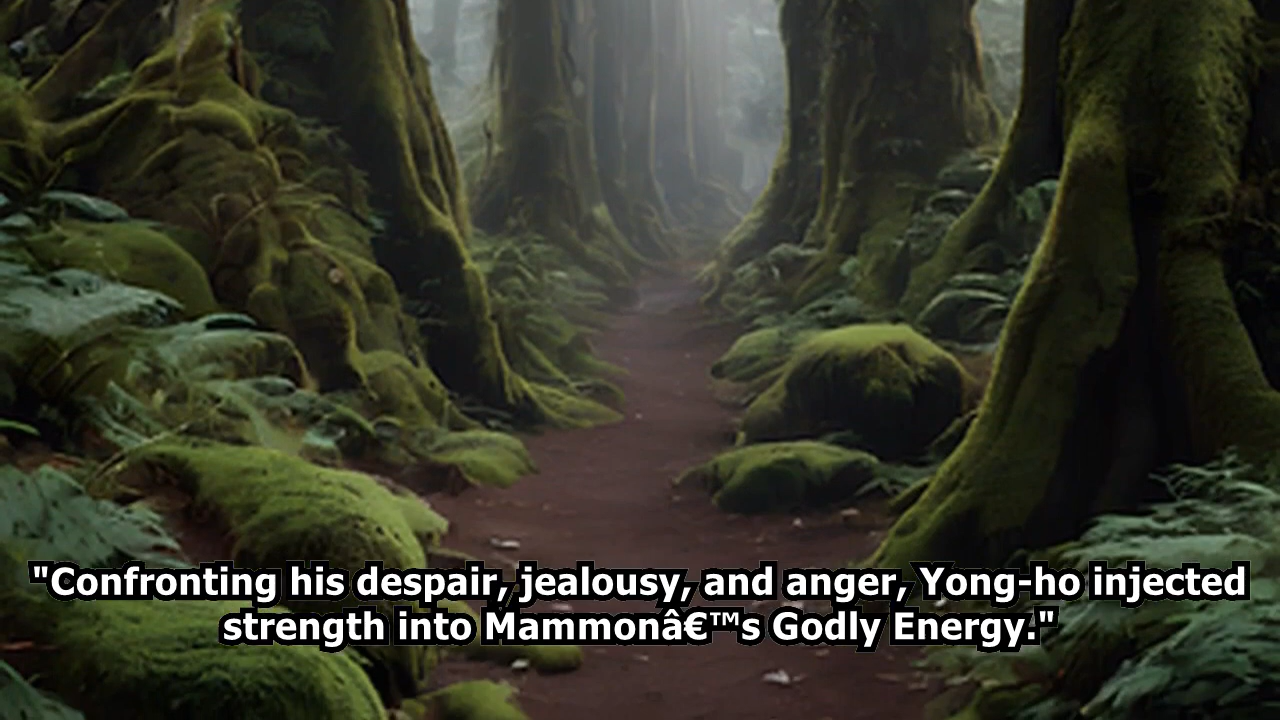 "Confronting his despair, jealousy, and anger, Yong-ho injected
strength into Mammonâ€™s Godly Energy."